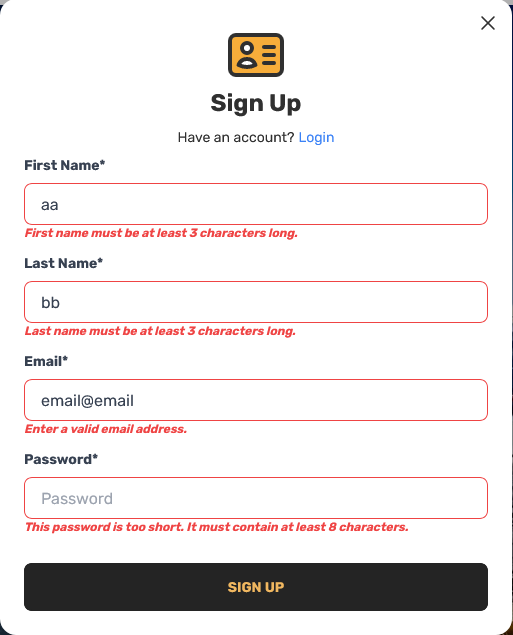 Sign Up
Have an account? Login
First Name*
aa
First name must be at least 3 characters long.
Last Name*
bb
Last name must be at least 3 characters long.
Email*
email@email
Enter a valid email address.
Password*
Password
This password is too short. It must contain at least 8 characters.
SIGN UP